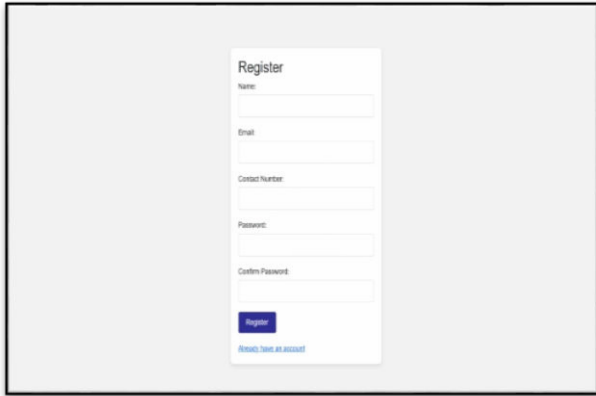 Register
Name:
Email:
Contact Number:
Password:
Confirm Password:
Register
Already have an account